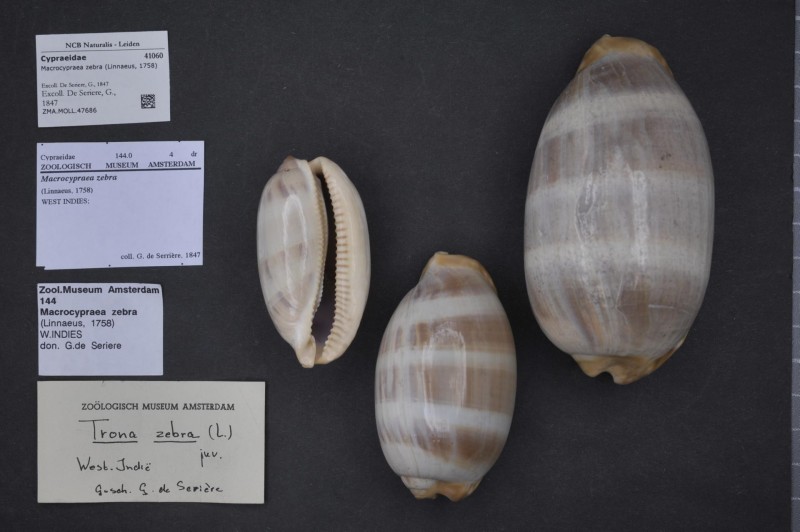 NCB Naturalis - Leiden
Cypraeidae 41060
Macrocypraea zebra (Linnaeus, 1758)
Excoll. De Seriere, G., 1847
Excoll. De Seriere, G.,
1847
ZMA.MOLL.47686
Cypraeidae 144.0 4 dr
ZOOLOGISCH MUSEUM AMSTERDAM
Macrocypraea zebra
(Linnaeus, 1758)
WEST INDIES:
coll. G. de Serrière, 1847
Zool.Museum Amsterdam
144
Macrocypraea zebra
(Linnaeus, 1758)
W.INDIES
don. G.de Seriere
ZOÖLOGISCH MUSEUM AMSTERDAM
Trona zebra (L.)
juv.
West-Indië
Gesch. G. de Serière